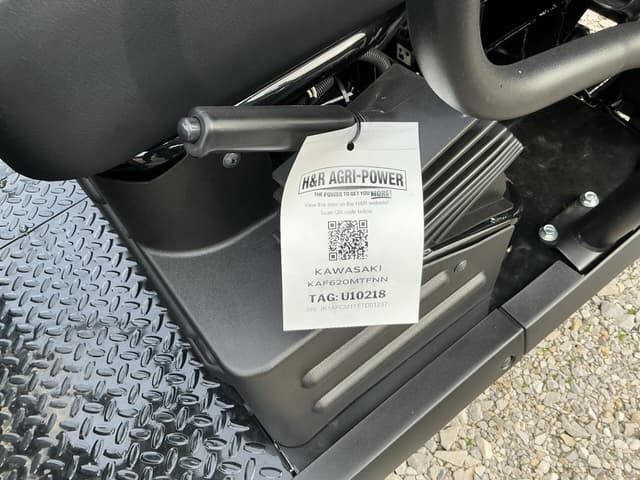 H&R AGRI-POWER
THE POWER TO GET YOU MORE!
View this item on the H&R website!
Scan QR code below:
KAWASAKI
KAF620MTFNN
TAG: U10218